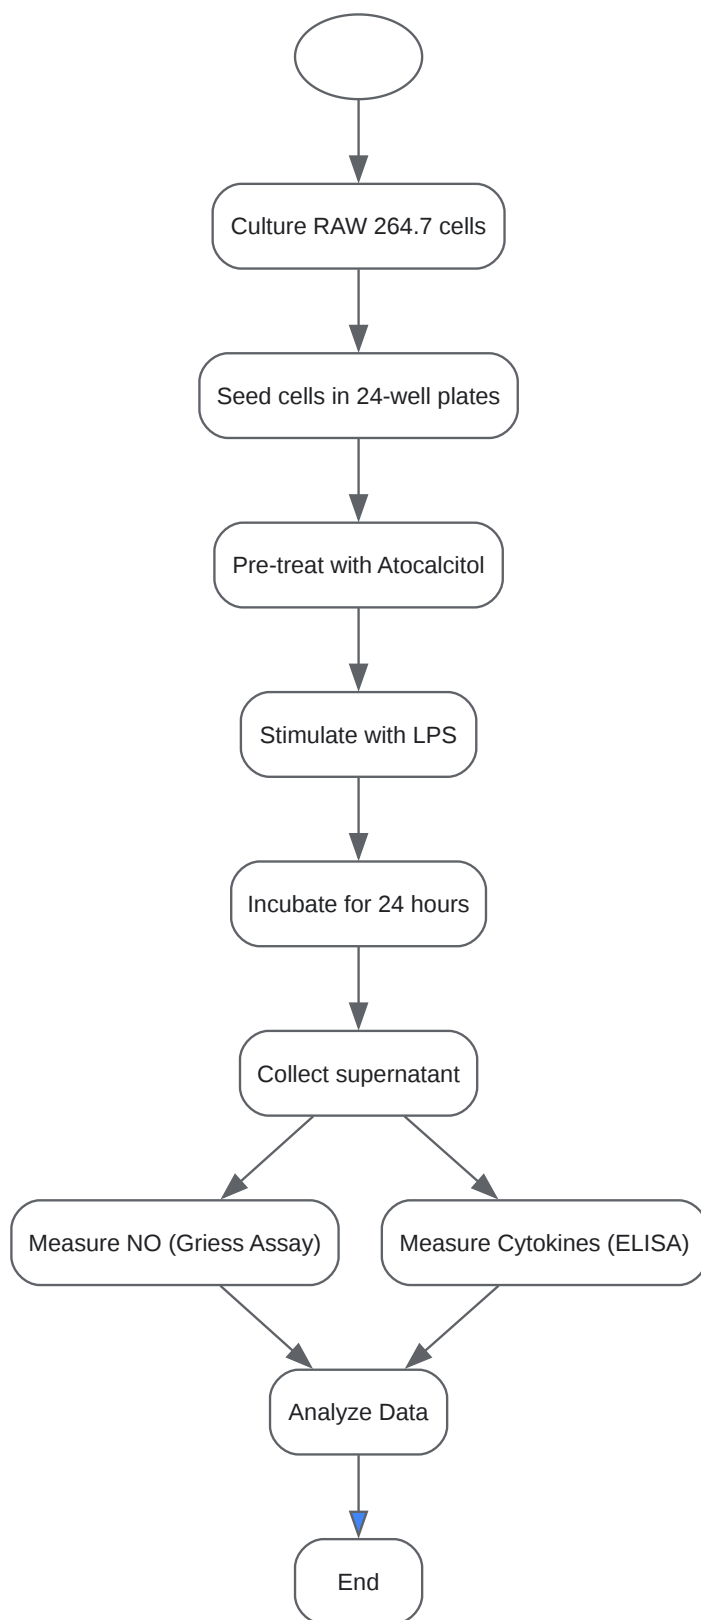 Culture RAW 264.7 cells
Seed cells in 24-well plates
Pre-treat with Atocalcitol
Stimulate with LPS
Incubate for 24 hours
Collect supernatant
Measure NO (Griess Assay)
Measure Cytokines (ELISA)
Analyze Data
End